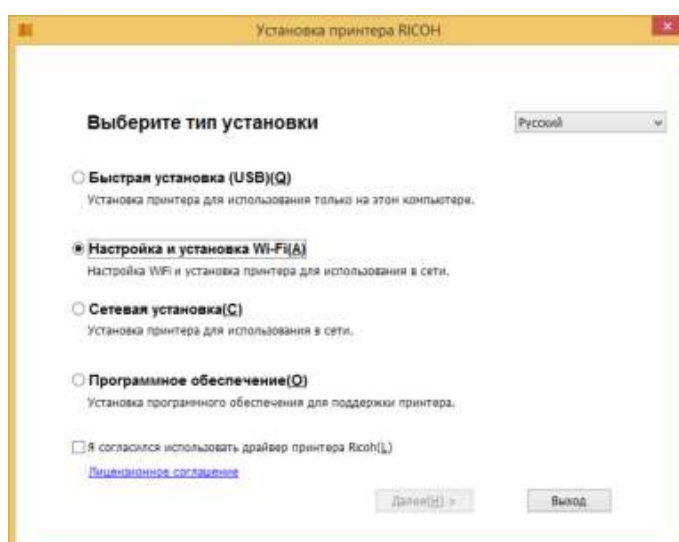 Установка принтера RICOH
Выберите тип установки
Русский
Быстрая установка (USB)(Q)
Установка принтера для использования только на этом компьютере.
Настройка и установка Wi-Fi(A)
Настройка WiFi и установка принтера для использования в сети.
Сетевая установка(C)
Установка принтера для использования в сети.
Программное обеспечение(O)
Установка программного обеспечения для поддержки принтера.
Я согласился использовать драйвер принтера Ricoh(L)
Лицензионное соглашение
Далее(H) >
Выход